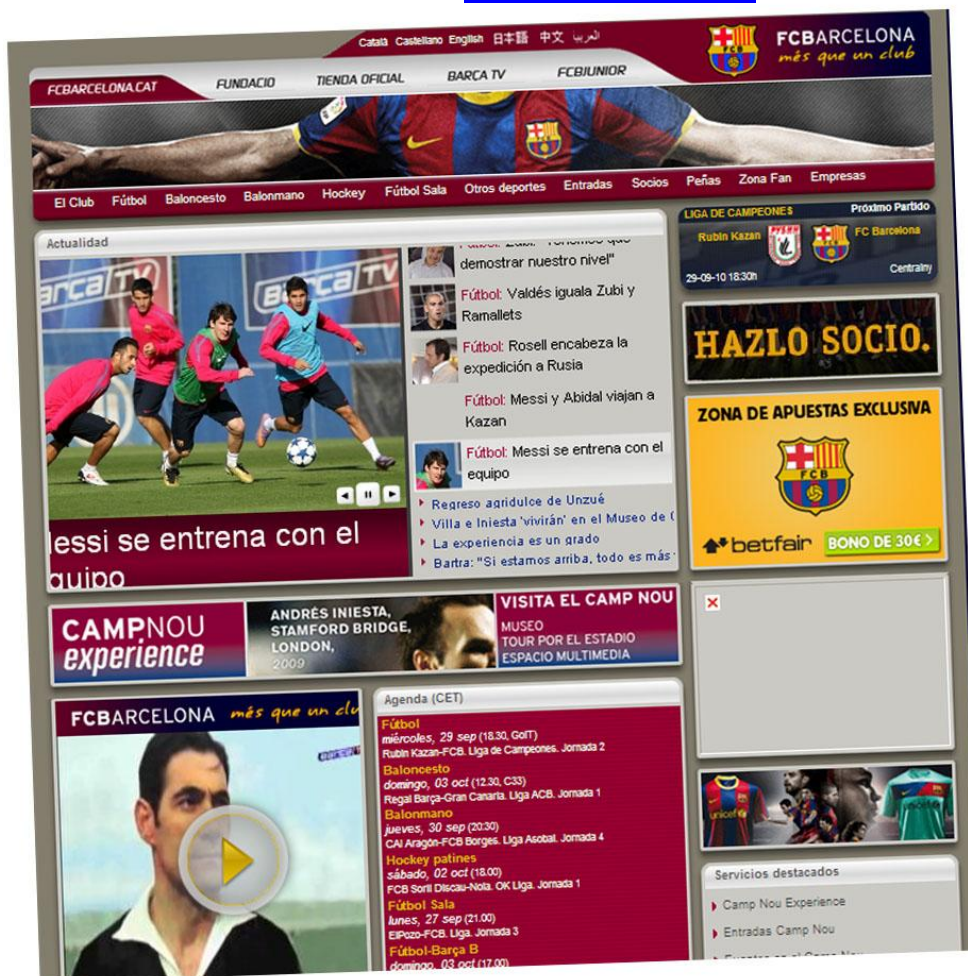 Català Castellano English 日本語 中文 العربية
FCBARCELONA
més que un club
FCBARCELONA.CAT FUNDACIO TIENDA OFICIAL BARCA TV FCBJUNIOR
El Club Fútbol Baloncesto Balonmano Hockey Fútbol Sala Otros deportes Entradas Socios Peñas Zona Fan Empresas
Actualidad
Barça TV
demostrar nuestro nivel"
Fútbol: Valdés iguala Zubi y
Ramallets
Fútbol: Rosell encabeza la
expedición a Rusia
Fútbol: Messi y Abidal viajan a
Kazan
Fútbol: Messi se entrena con el
equipo
Regreso agridulce de Unzué
Villa e Iniesta 'vivirán' en el Museo de
La experiencia es un grado
Bartra: "Si estamos arriba, todo es más
essi se entrena con el
quipo
LIGA DE CAMPEONES Próximo Partido
Rubin Kazan FC Barcelona
29-09-10 18:30h Centralny
HAZLO SOCIO.
ZONA DE APUESTAS EXCLUSIVA
FCB
betfair BONO DE 30€ >
CAMPNOU
experience
ANDRÉS INIESTA,
STAMFORD BRIDGE,
LONDON,
2009
VISITA EL CAMP NOU
MUSEO
TOUR POR EL ESTADIO
ESPACIO MULTIMEDIA
FCBARCELONA més que un clu
Agenda (CET)
Fútbol
miércoles, 29 sep (18.30, GolT)
Rubin Kazan-FCB. Liga de Campeones. Jornada 2
Baloncesto
domingo, 03 oct (12.30, C33)
Regal Barça-Gran Canaria. Liga ACB. Jornada 1
Balonmano
jueves, 30 sep (20:30)
CAI Aragón-FCB Borges. Liga Asobal. Jornada 4
Hockey patines
sábado, 02 oct (18.00)
FCB Sorli Discau-Noia. OK Liga. Jornada 1
Fútbol Sala
lunes, 27 sep (21.00)
ElPozo-FCB. Liga. Jornada 3
Fútbol-Barça B
domingo, 03 oct (17.00)
unicef
Servicios destacados
Camp Nou Experience
Entradas Camp Nou